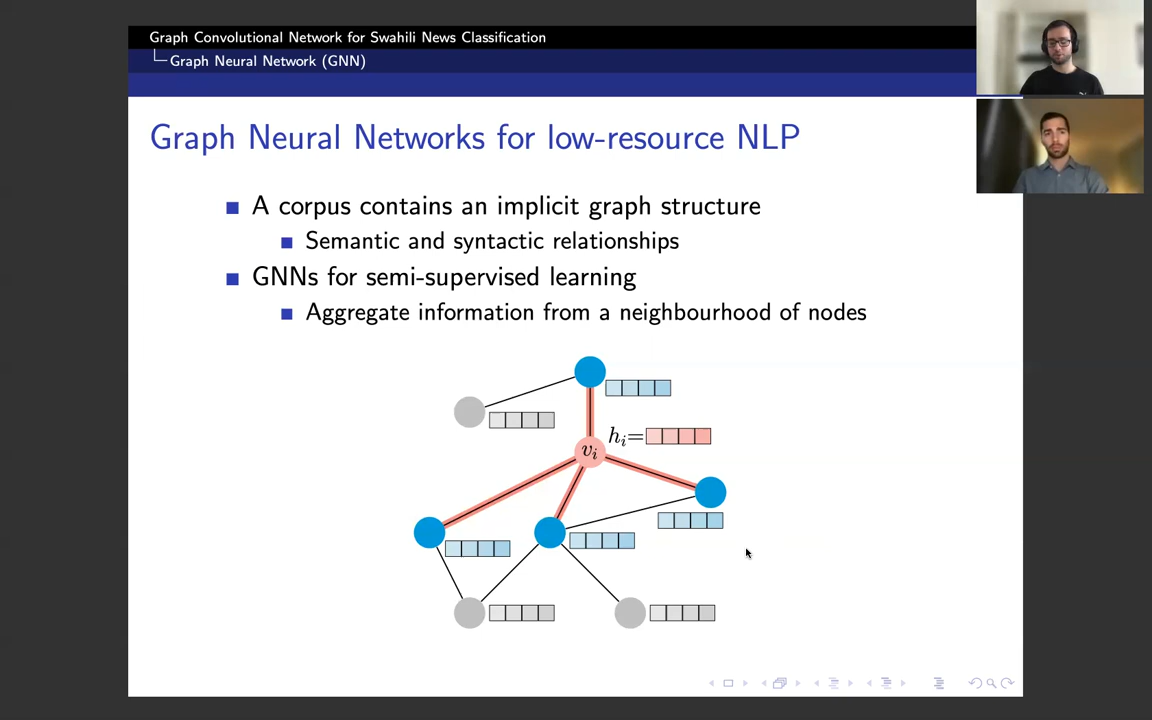 Graph Convolutional Network for Swahili News Classification
Graph Neural Network (GNN)
Graph Neural Networks for low-resource NLP
A corpus contains an implicit graph structure
Semantic and syntactic relationships
GNNs for semi-supervised learning
Aggregate information from a neighbourhood of nodes
hᵢ=
vᵢ